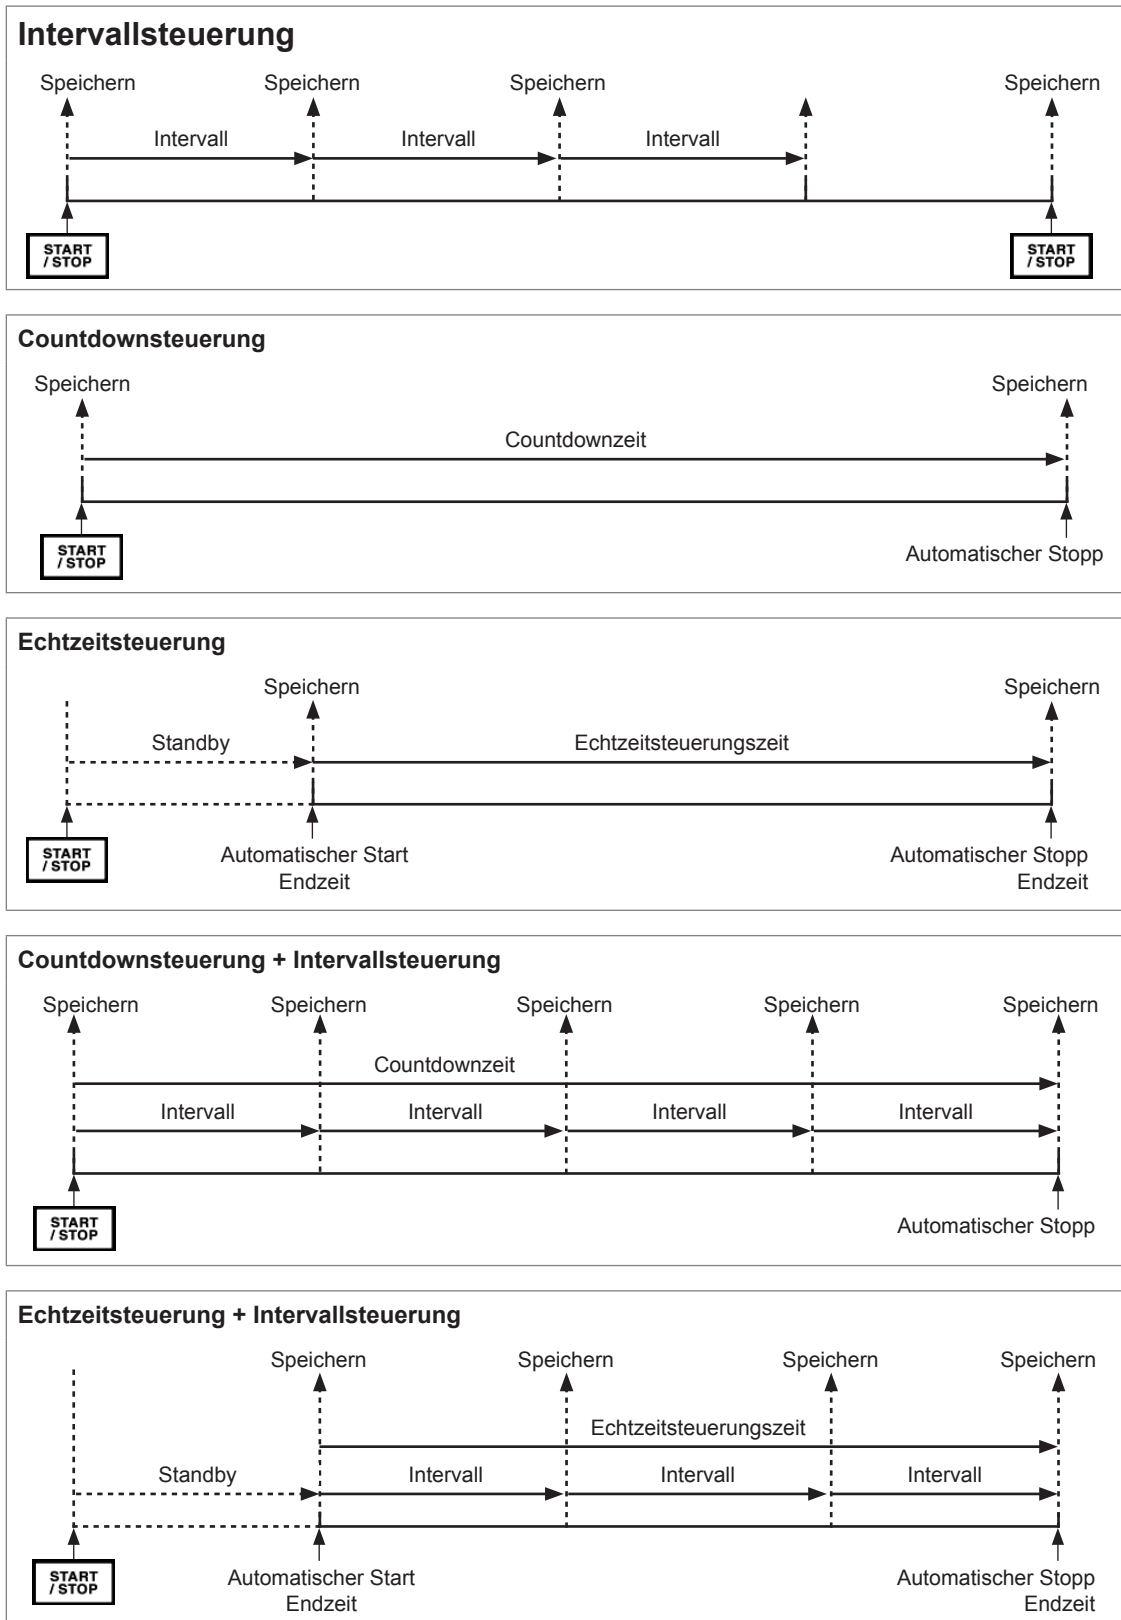 Intervallsteuerung
Speichern Speichern Speichern Speichern
Intervall Intervall Intervall
START START
/ STOP / STOP
Countdownsteuerung
Speichern Speichern
Countdownzeit
START
/ STOP
Automatischer Stopp
Echtzeitsteuerung
Speichern Speichern
Standby Echtzeitsteuerungszeit
START
/ STOP
Automatischer Start Automatischer Stopp
Endzeit Endzeit
Countdownsteuerung + Intervallsteuerung
Speichern Speichern Speichern Speichern Speichern
Countdownzeit
Intervall Intervall Intervall Intervall
START
/ STOP
Automatischer Stopp
Echtzeitsteuerung + Intervallsteuerung
Speichern Speichern Speichern Speichern
Echtzeitsteuerungszeit
Standby Intervall Intervall Intervall
START
/ STOP
Automatischer Start Automatischer Stopp
Endzeit Endzeit